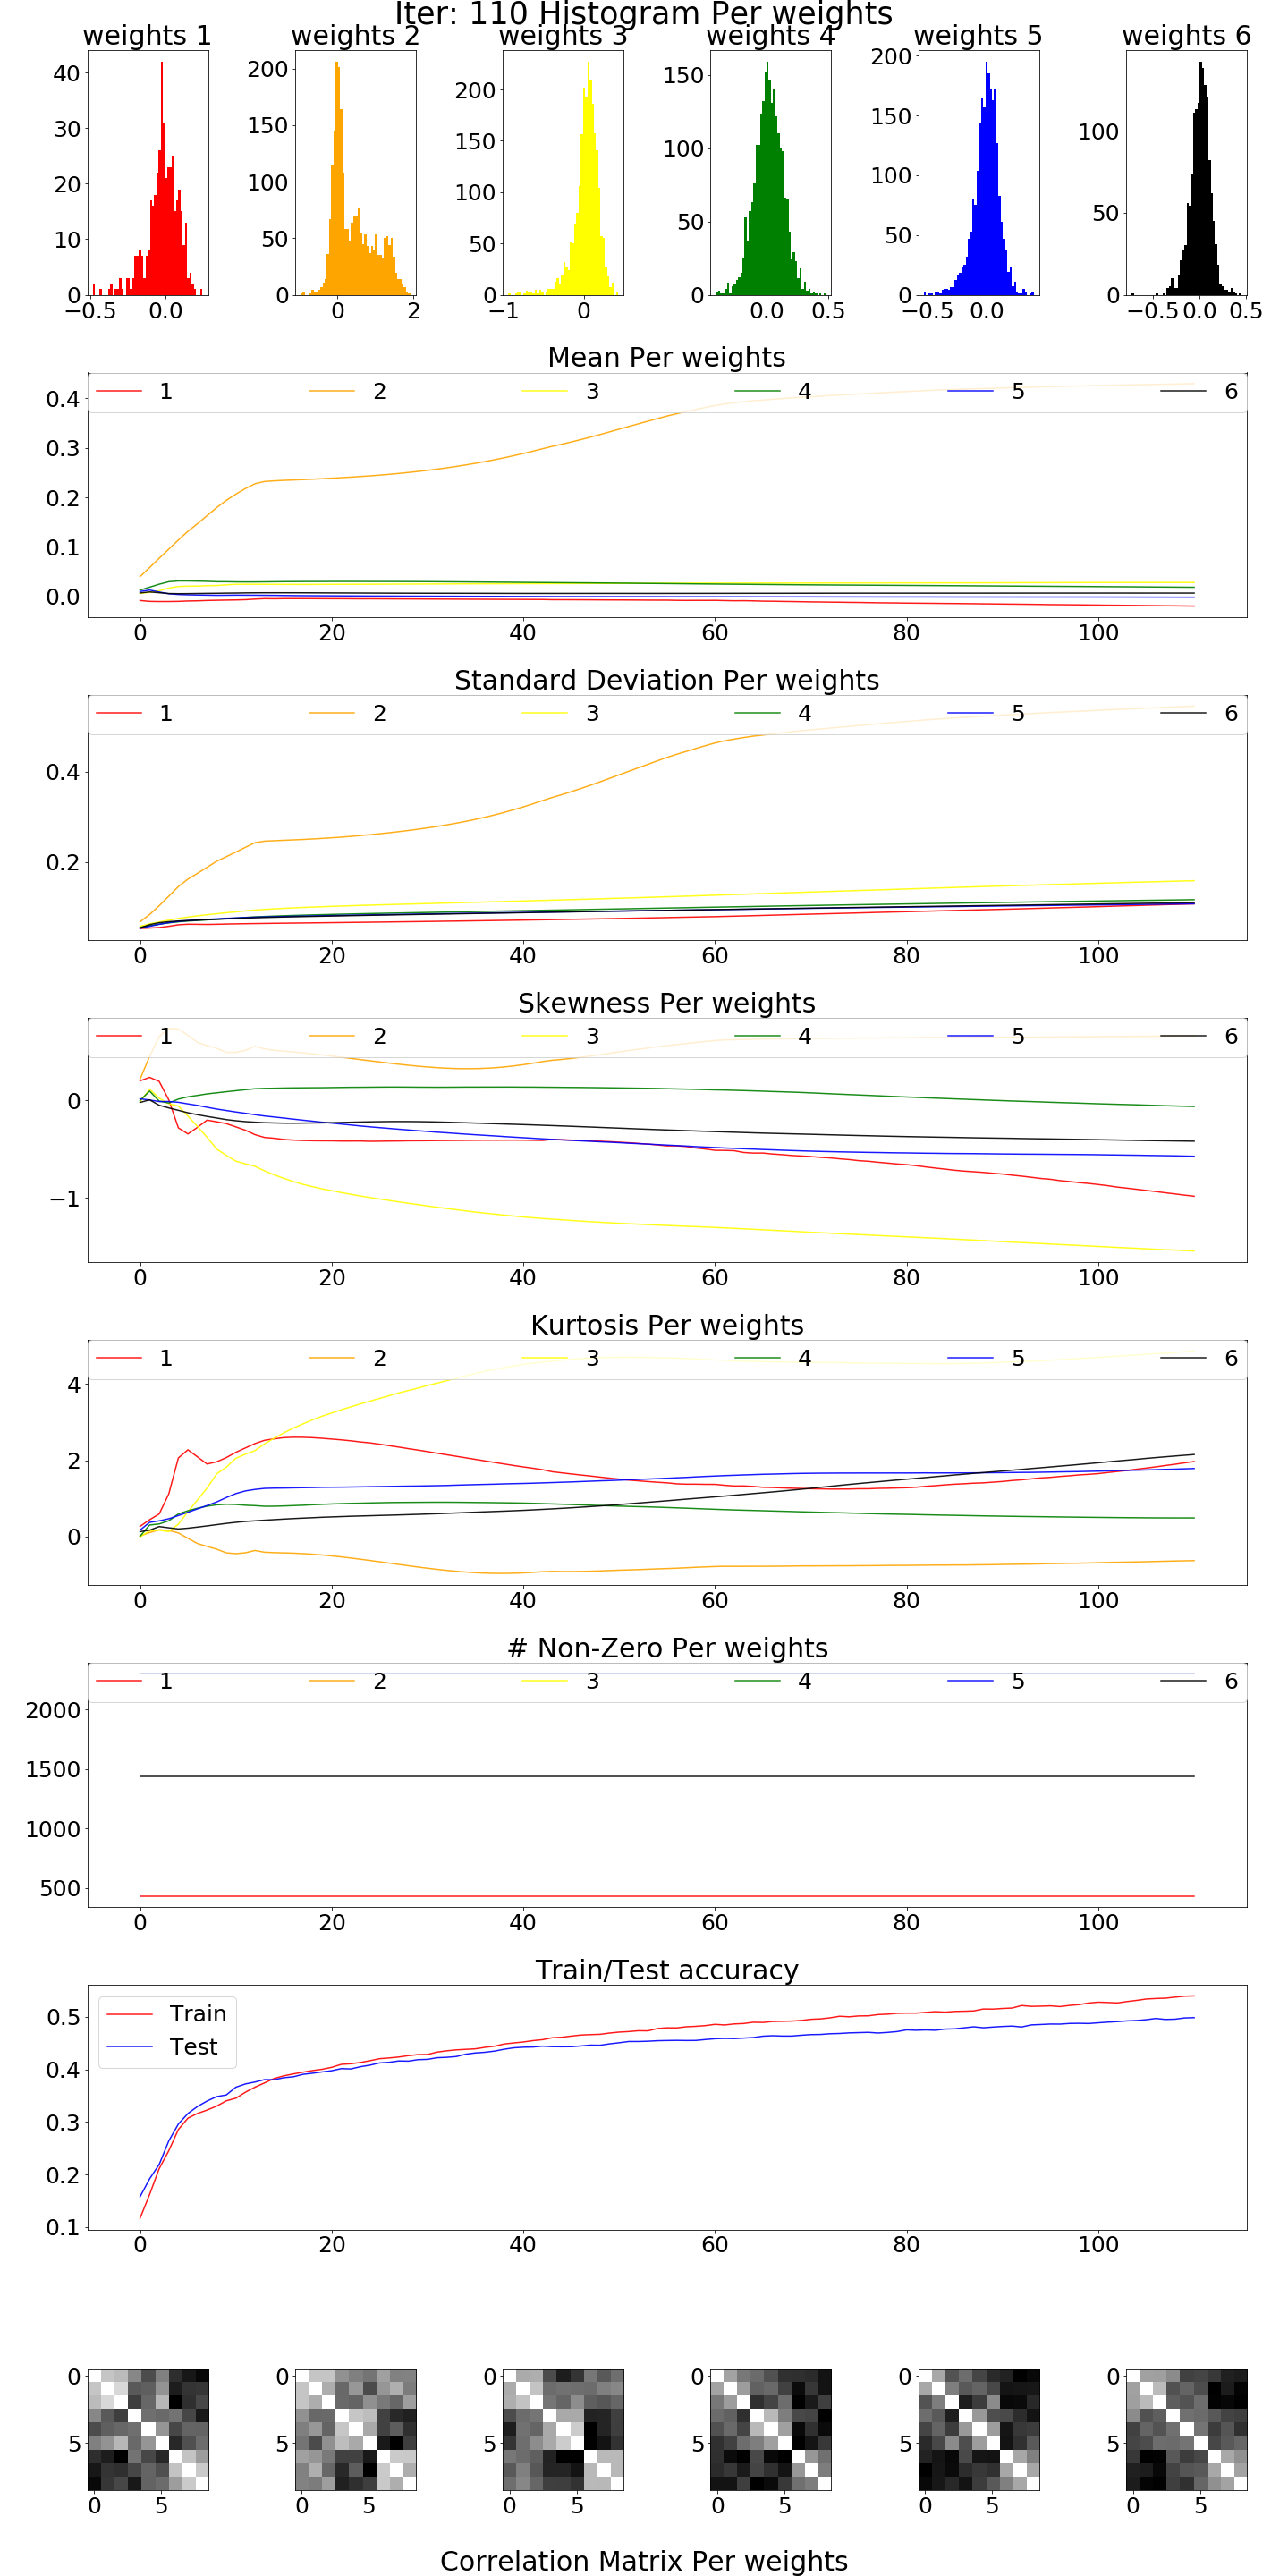 Iter: 110 Histogram Per weights
weights 1 weights 2 weights 3 weights 4 weights 5 weights 6
40 30 20 10 0 −0.5 0.0
200 150 100 50 0 0 2
200 150 100 50 0 −1 0
150 100 50 0 0.0 0.5
200 150 100 50 0 −0.5 0.0
100 50 0 −0.5 0.0 0.5
Mean Per weights
1 2 3 4 5 6
0.4
0.3
0.2
0.1
0.0
0 20 40 60 80 100
Standard Deviation Per weights
1 2 3 4 5 6
0.4
0.2
0 20 40 60 80 100
Skewness Per weights
1 2 3 4 5 6
0
−1
0 20 40 60 80 100
Kurtosis Per weights
1 2 3 4 5 6
4
2
0
0 20 40 60 80 100
# Non-Zero Per weights
1 2 3 4 5 6
2000
1500
1000
500
0 20 40 60 80 100
Train/Test accuracy
Train
Test
0.5
0.4
0.3
0.2
0.1
0 20 40 60 80 100
0 0 0 0 0 0
5 5 5 5 5 5
0 5 0 5 0 5 0 5 0 5 0 5
Correlation Matrix Per weights